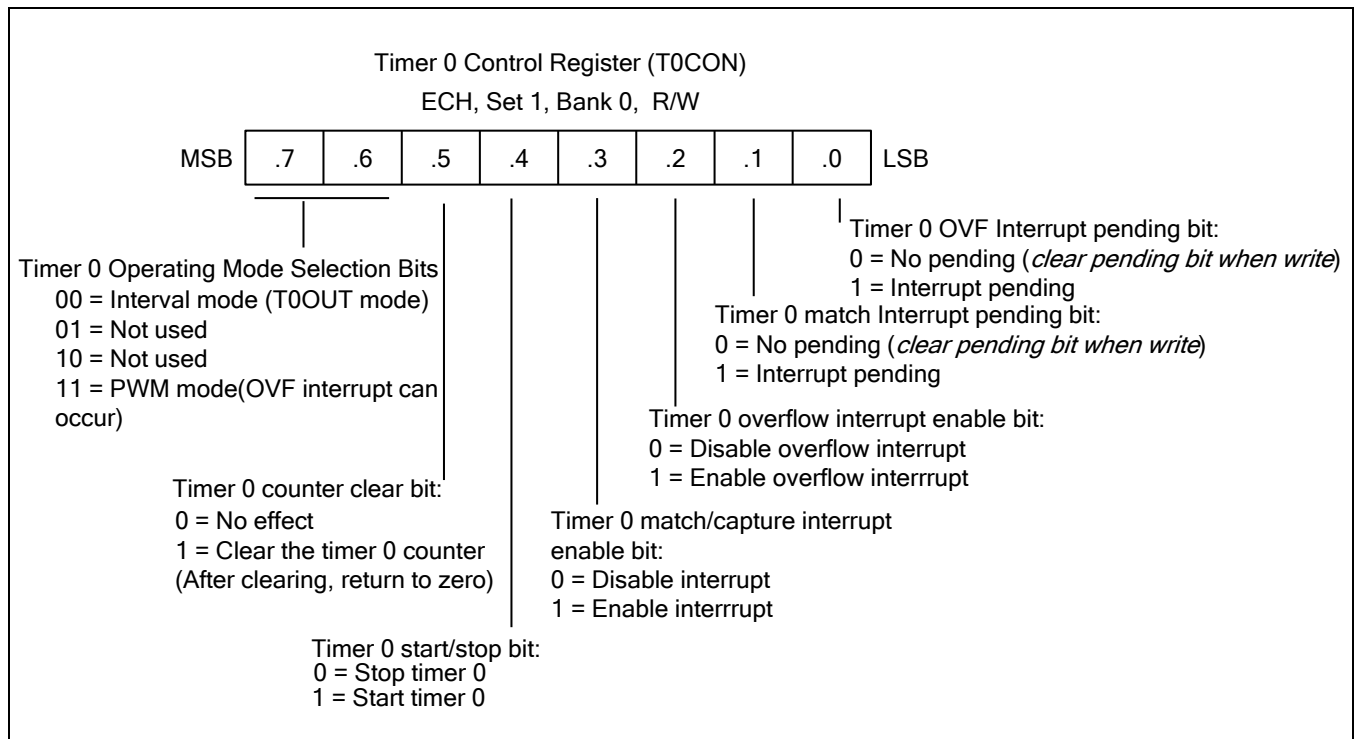 Timer 0 Control Register (T0CON)
ECH, Set 1, Bank 0, R/W
MSB .7 .6 .5 .4 .3 .2 .1 .0 LSB
Timer 0 OVF Interrupt pending bit:
0 = No pending (clear pending bit when write)
1 = Interrupt pending
Timer 0 match Interrupt pending bit:
0 = No pending (clear pending bit when write)
1 = Interrupt pending
Timer 0 overflow interrupt enable bit:
0 = Disable overflow interrupt
1 = Enable overflow interrrupt
Timer 0 match/capture interrupt
enable bit:
0 = Disable interrupt
1 = Enable interrrupt
Timer 0 start/stop bit:
0 = Stop timer 0
1 = Start timer 0
Timer 0 counter clear bit:
0 = No effect
1 = Clear the timer 0 counter
(After clearing, return to zero)
Timer 0 Operating Mode Selection Bits
00 = Interval mode (T0OUT mode)
01 = Not used
10 = Not used
11 = PWM mode(OVF interrupt can
occur)